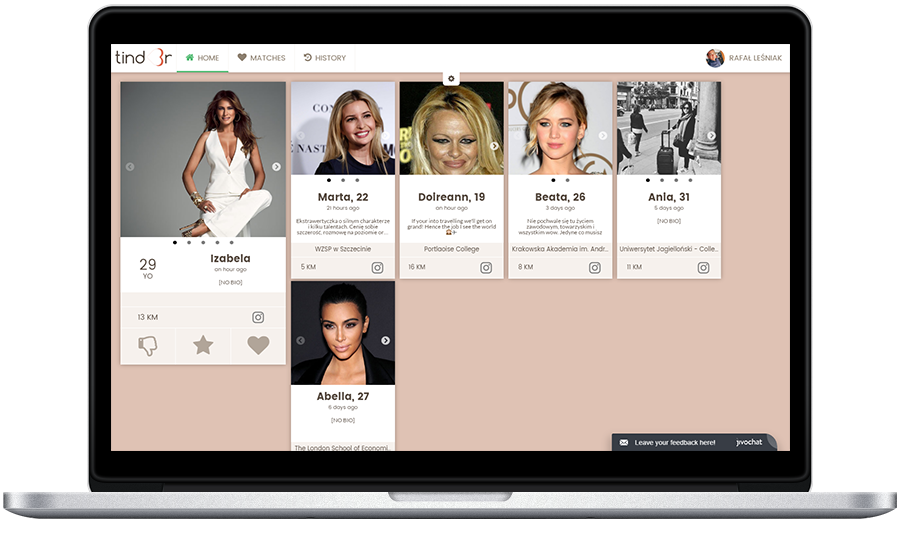 tind3r
HOME
MATCHES
HISTORY
RAFAŁ LEŚNIAK
29
YO
Izabela
an hour ago
[NO BIO]
13 KM
Marta, 22
21 hours ago
Ekstrawertyczka o silnym charakterze
i kilku talentach. Cenię sobie
szczerość, rozmowę na poziomie or...
WZSP w Szczecinie
5 KM
Dolreann, 19
an hour ago
If your into travelling we'll get on
grand! Hence the job I see the world
Portlaoise College
16 KM
Beata, 26
3 days ago
Nie pochwalę się tu życiem
zawodowym, towarzyskim i
wszystkim wow. Jedyne co musisz
Krakowska Akademia im. Andr...
8 KM
Ania, 31
5 days ago
[NO BIO]
Uniwersytet Jagielloński - Colle...
11 KM
Abella, 27
6 days ago
[NO BIO]
The London School of Economi...
Leave your feedback here!
jivochat